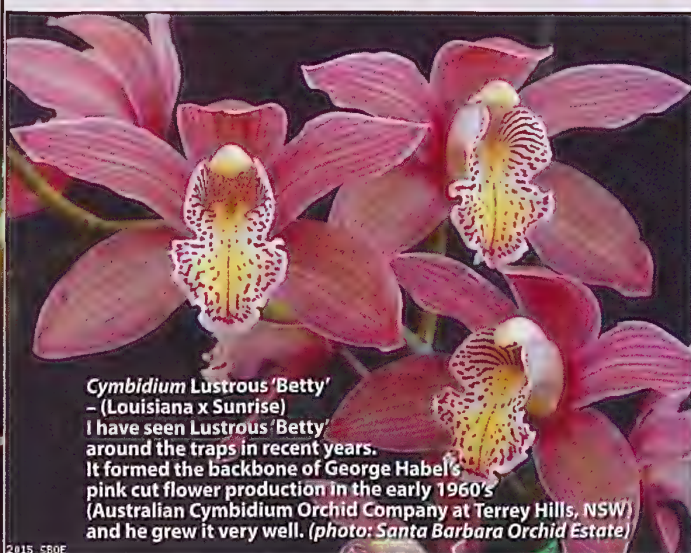 Cymbidium Lustrous 'Betty'
– (Louisiana x Sunrise)
I have seen Lustrous 'Betty'
around the traps in recent years.
It formed the backbone of George Habel's
pink cut flower production in the early 1960's
(Australian Cymbidium Orchid Company at Terrey Hills, NSW)
and he grew it very well. (photo: Santa Barbara Orchid Estate)
2015 SBOE